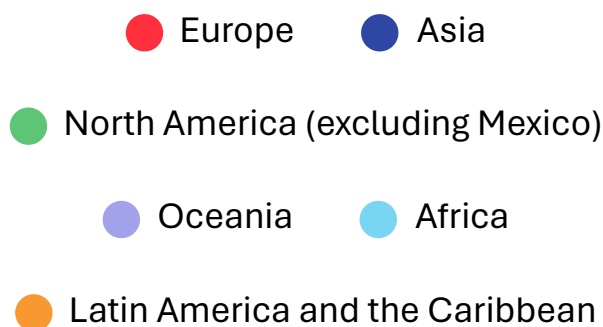 Europe Asia
North America (excluding Mexico)
Oceania Africa
Latin America and the Caribbean